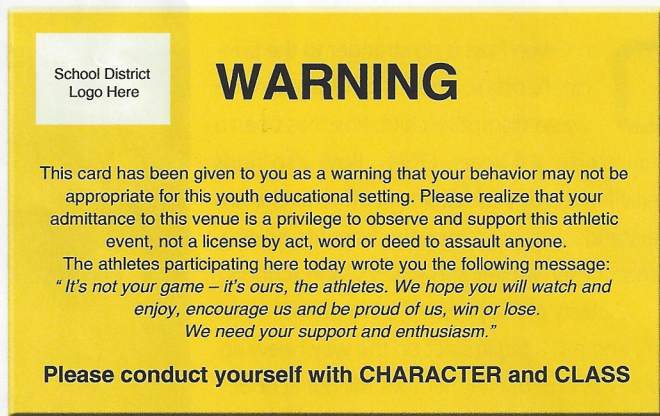 School District
Logo Here
WARNING
This card has been given to you as a warning that your behavior may not be
appropriate for this youth educational setting. Please realize that your
admittance to this venue is a privilege to observe and support this athletic
event, not a license by act, word or deed to assault anyone.
The athletes participating here today wrote you the following message:
“ It's not your game – it's ours, the athletes. We hope you will watch and
enjoy, encourage us and be proud of us, win or lose.
We need your support and enthusiasm.”
Please conduct yourself with CHARACTER and CLASS